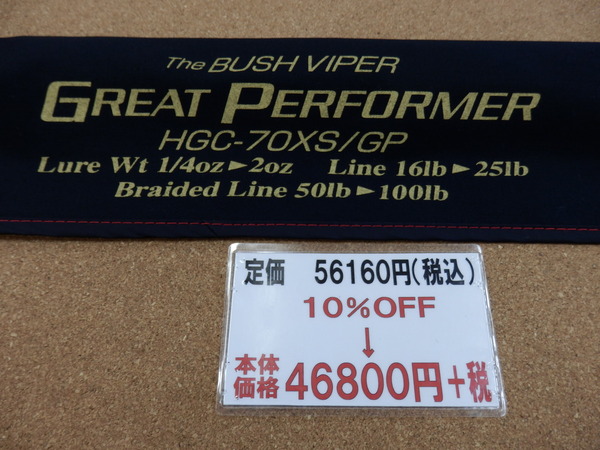 The BUSH VIPER
GREAT PERFORMER
HGC-70XS/GP
Lure Wt 1/4oz►2oz Line 16lb►25lb
Braided Line 50lb►100lb
定価 56160円(税込)
10%OFF
↓
本体価格 46800円+税